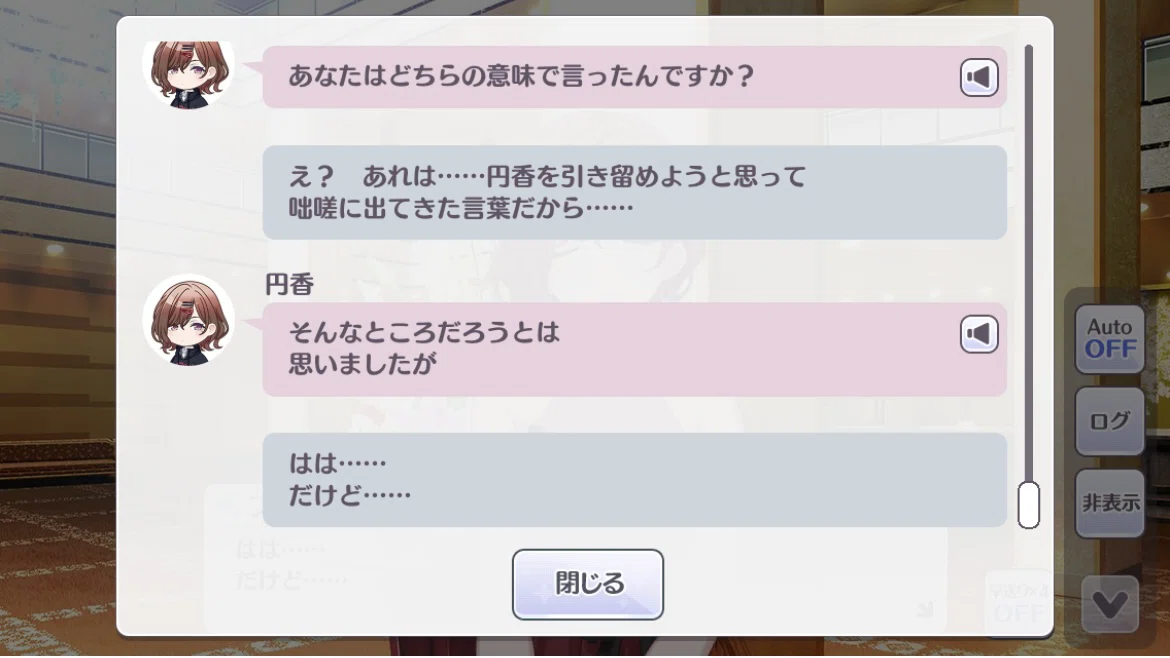 あなたはどちらの意味で言ったんですか？
え？　あれは……円香を引き留めようと思って
咄嗟に出てきた言葉だから……
円香
そんなところだろうとは
思いましたが
はは……
だけど……
はは……
だけど……
閉じる
Auto
OFF
ログ
非表示
OFF